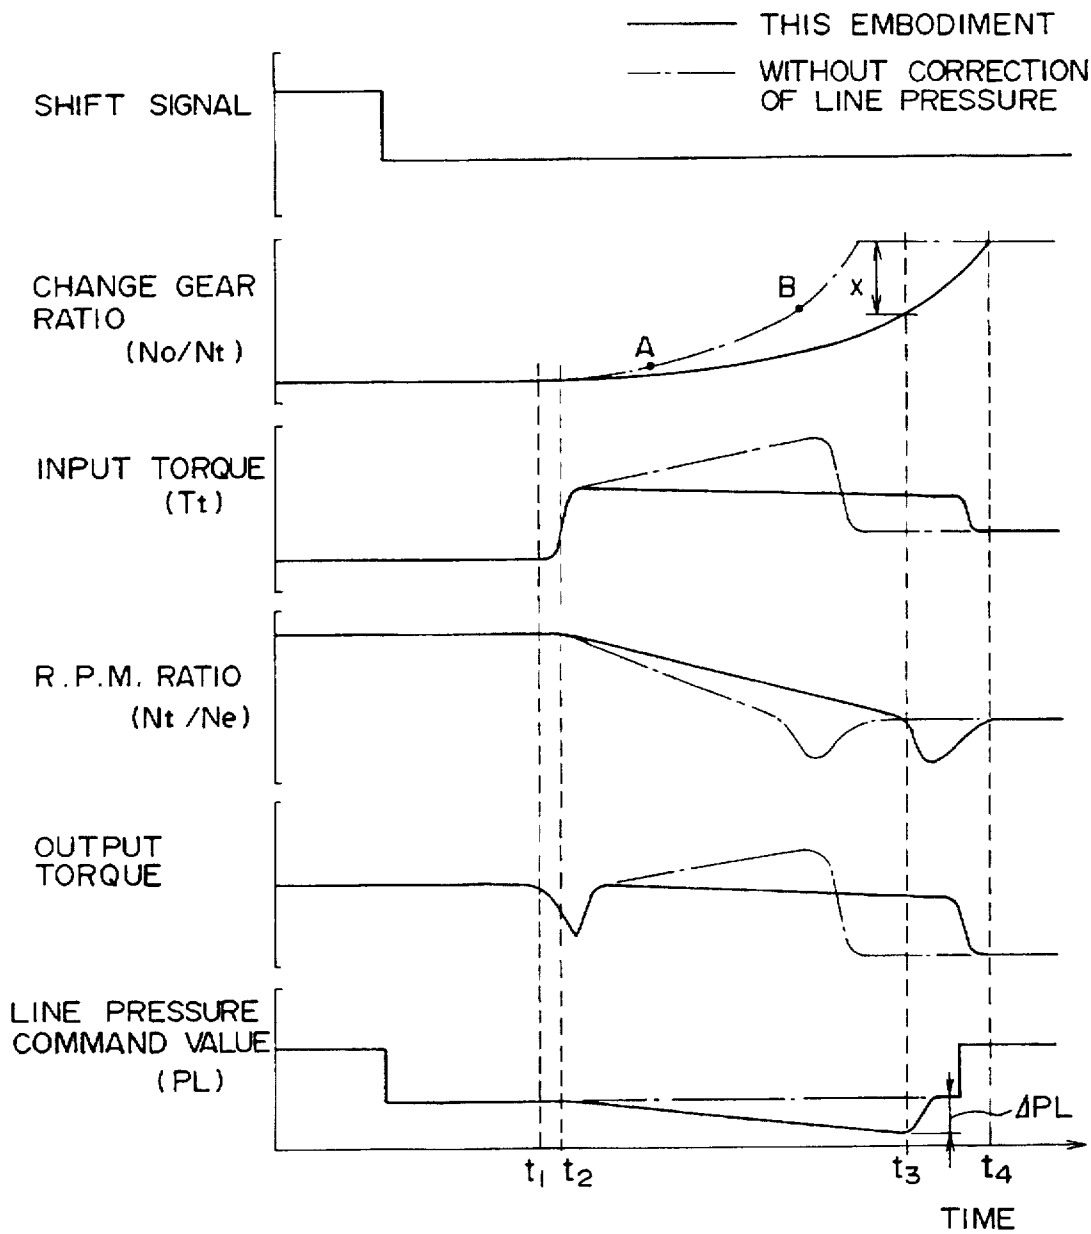 THIS EMBODIMENT
WITHOUT CORRECTION
OF LINE PRESSURE
SHIFT SIGNAL
CHANGE GEAR
RATIO
(No/Nt)
A
B
x
INPUT TORQUE
(Tt)
R.P.M. RATIO
(Nt/Ne)
OUTPUT
TORQUE
LINE PRESSURE
COMMAND VALUE
(PL)
ΔPL
t1 t2 t3 t4
TIME